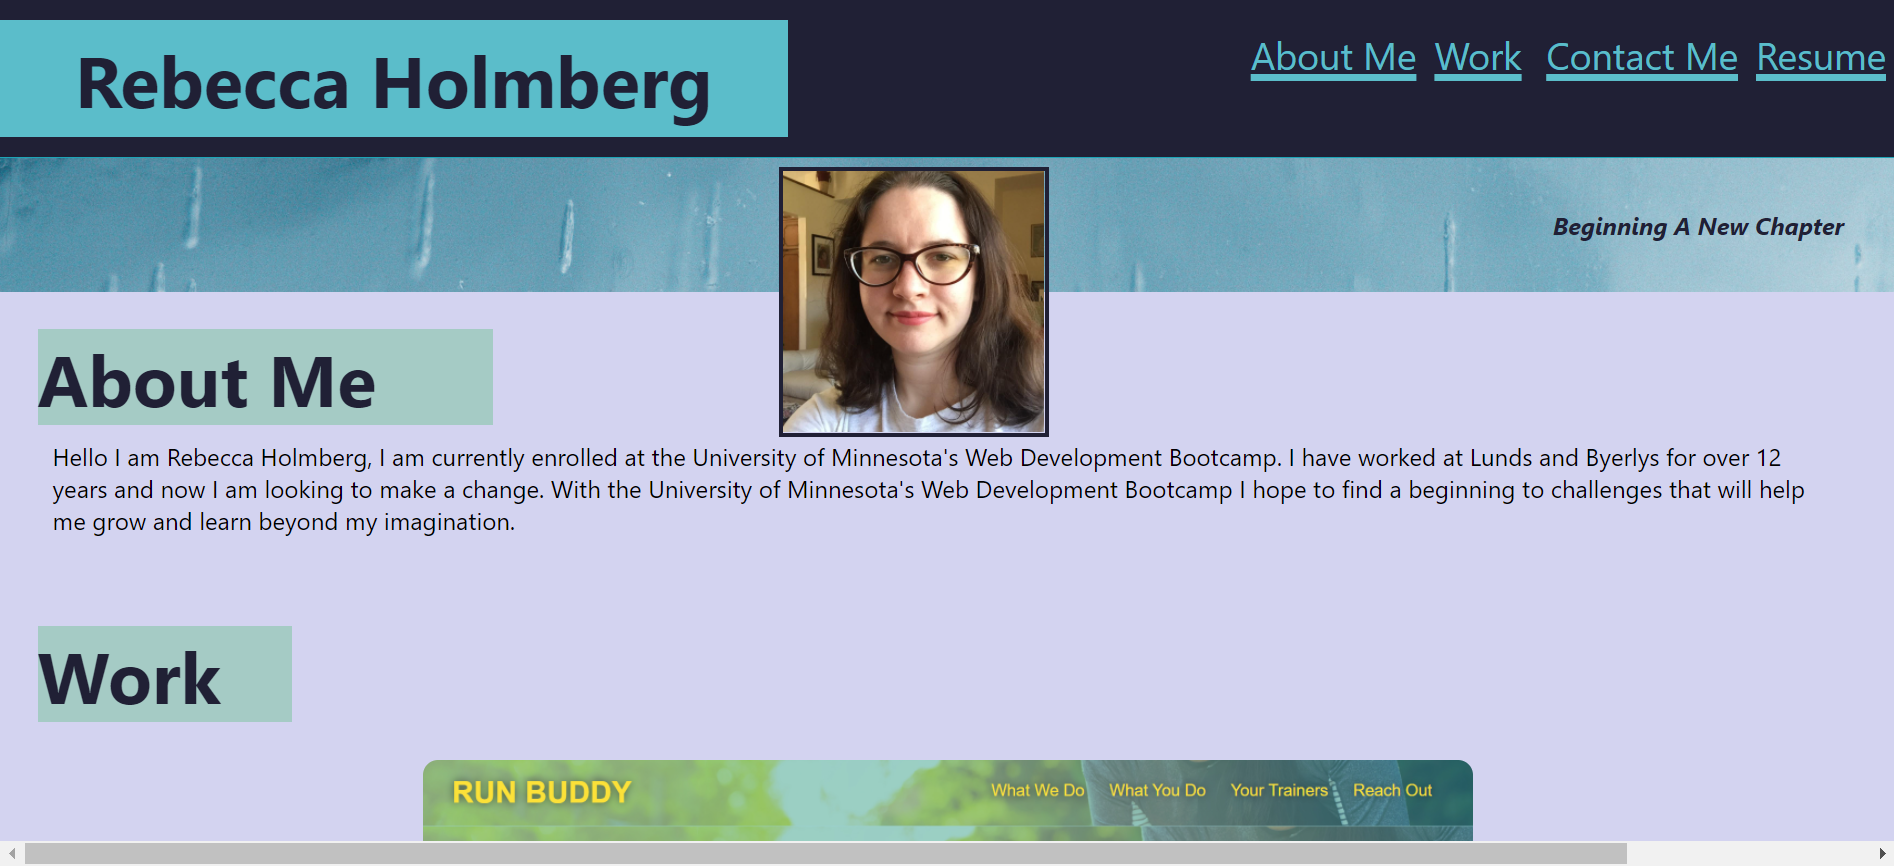 Rebecca Holmberg
About Me Work Contact Me Resume
Beginning A New Chapter
About Me
Hello I am Rebecca Holmberg, I am currently enrolled at the University of Minnesota's Web Development Bootcamp. I have worked at Lunds and Byerlys for over 12
years and now I am looking to make a change. With the University of Minnesota's Web Development Bootcamp I hope to find a beginning to challenges that will help
me grow and learn beyond my imagination.
Work
RUN BUDDY
What We Do What You Do Your Trainers Reach Out